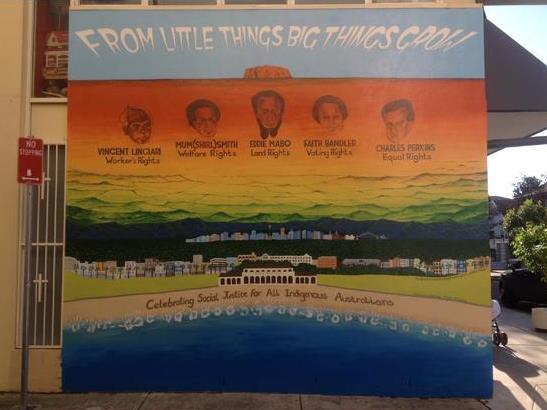 FROM LITTLE THINGS BIG THINGS GROW
VINCENT LINGIARI
Worker's Rights
MUM(SHIRL)SMITH
Welfare Rights
EDDIE MABO
Land Rights
FAITH BANDLER
Voting Rights
CHARLES PERKINS
Equal Rights
NO
STOPPING
Celebrating Social Justice for All Indigenous Australians